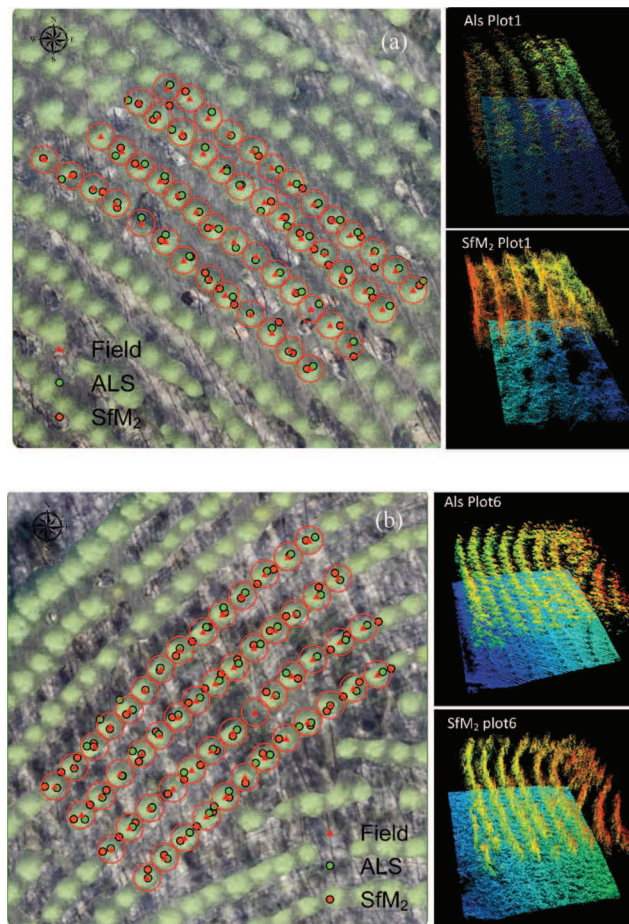 (a)
N
W E
S
Field
ALS
SfM₂
Als Plot1
SfM₂ Plot1
(b)
Field
ALS
SfM₂
Als Plot6
SfM₂ plot6